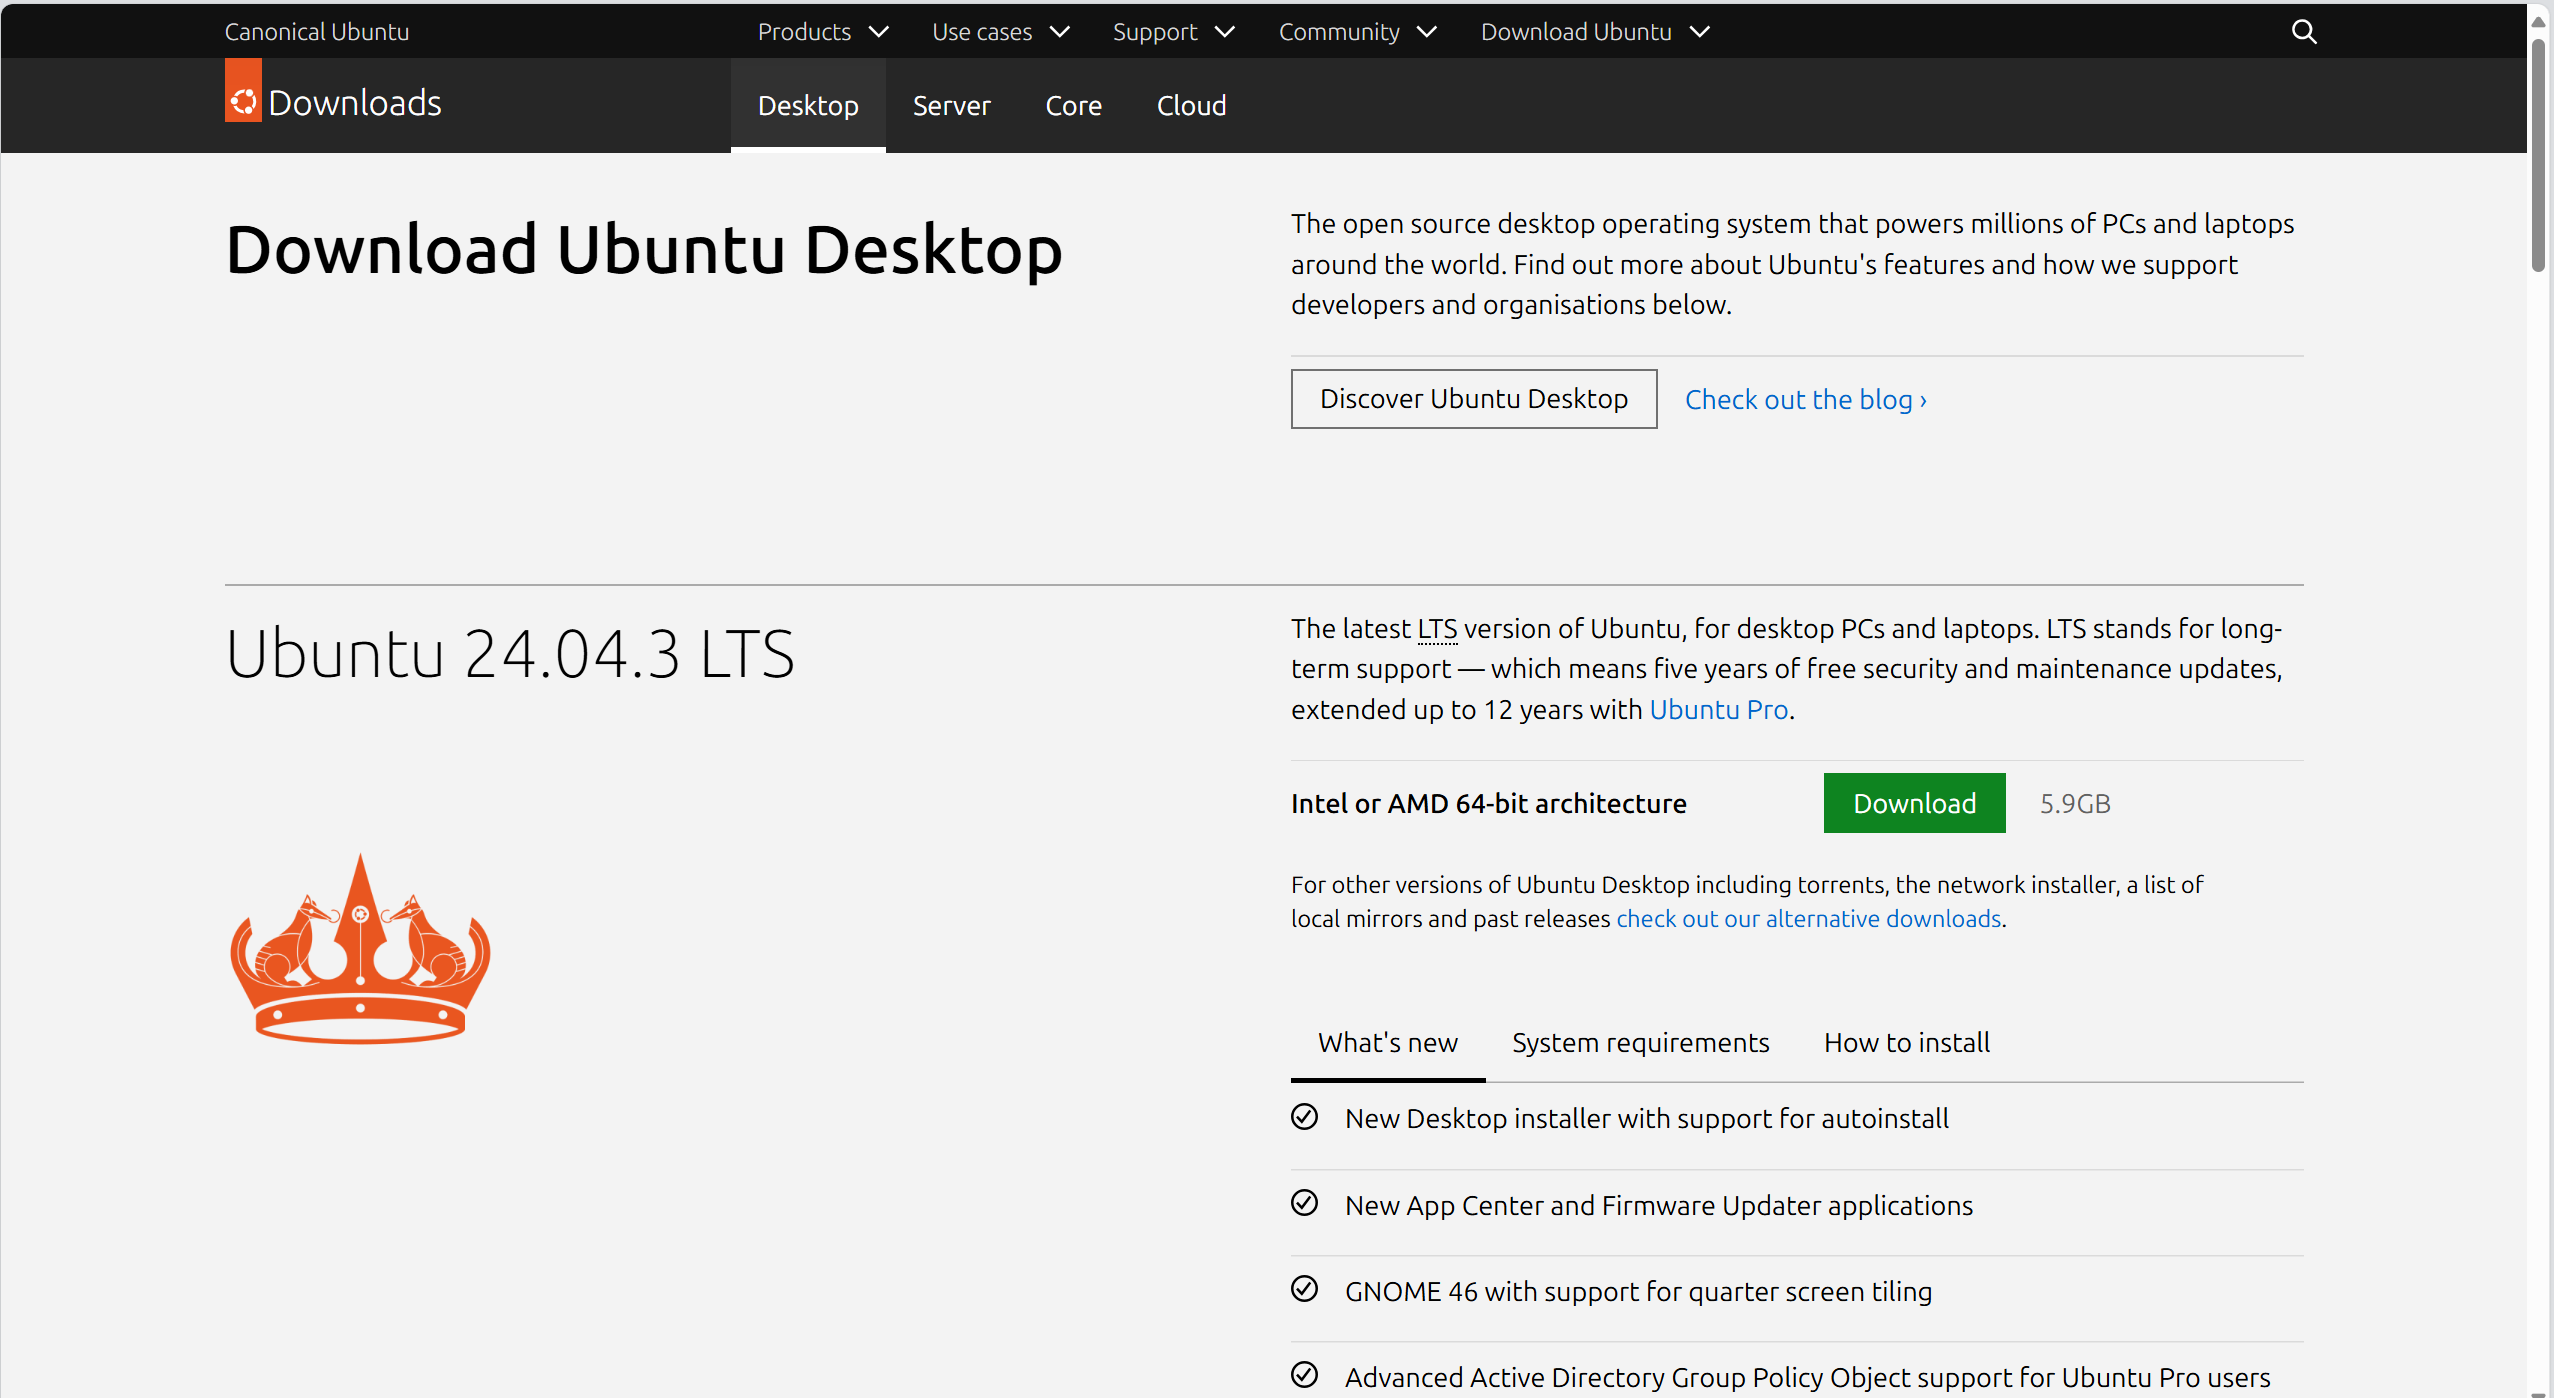 Canonical Ubuntu
Products
Use cases
Support
Community
Download Ubuntu
Downloads
Desktop
Server
Core
Cloud
Download Ubuntu Desktop
The open source desktop operating system that powers millions of PCs and laptops
around the world. Find out more about Ubuntu's features and how we support
developers and organisations below.
Discover Ubuntu Desktop
Check out the blog ›
Ubuntu 24.04.3 LTS
The latest LTS version of Ubuntu, for desktop PCs and laptops. LTS stands for long-
term support — which means five years of free security and maintenance updates,
extended up to 12 years with Ubuntu Pro.
Intel or AMD 64-bit architecture
Download
5.9GB
For other versions of Ubuntu Desktop including torrents, the network installer, a list of
local mirrors and past releases check out our alternative downloads.
What's new
System requirements
How to install
New Desktop installer with support for autoinstall
New App Center and Firmware Updater applications
GNOME 46 with support for quarter screen tiling
Advanced Active Directory Group Policy Object support for Ubuntu Pro users